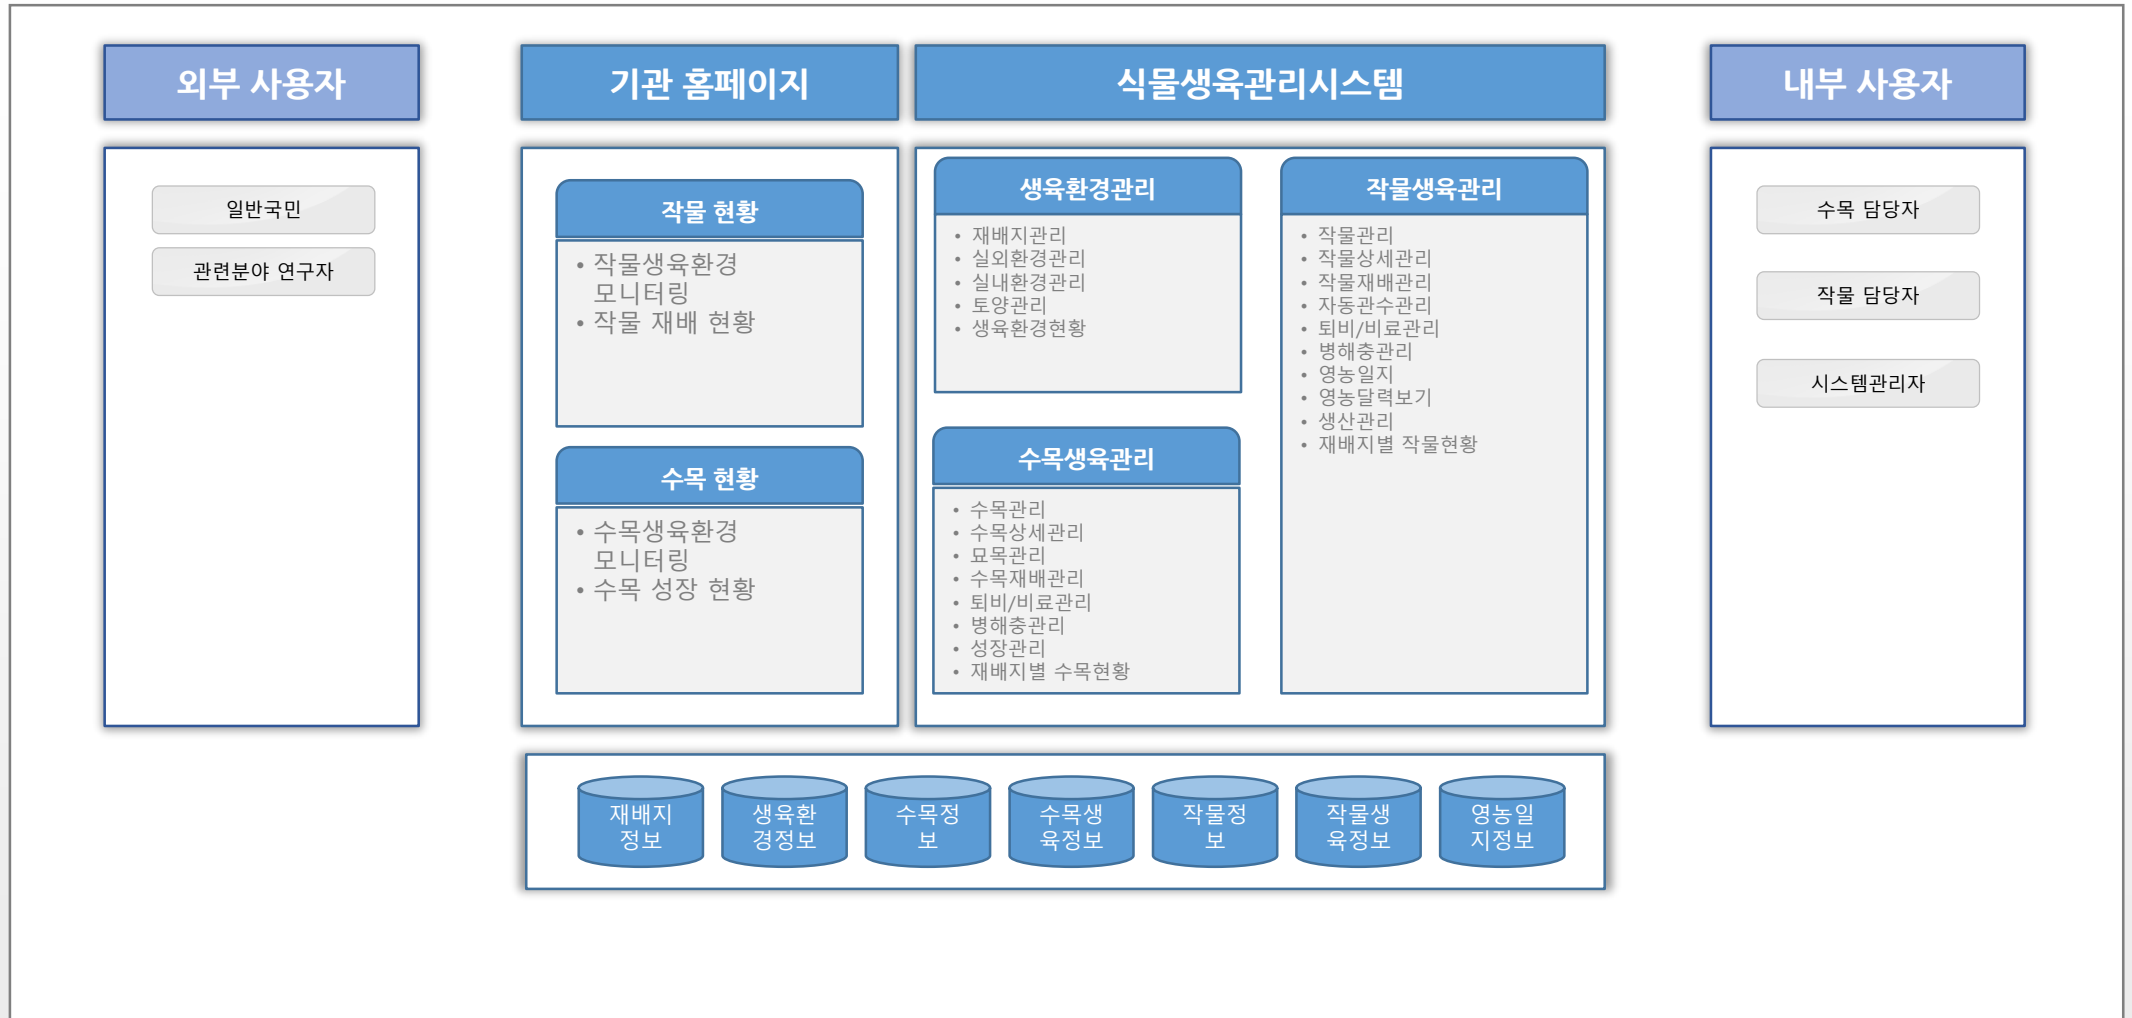 외부 사용자
일반국민
관련분야 연구자
기관 홈페이지
작물 현황
• 작물생육환경
모니터링
• 작물 재배 현황
수목 현황
• 수목생육환경
모니터링
• 수목 성장 현황
식물생육관리시스템
생육환경관리
• 재배지관리
• 실외환경관리
• 실내환경관리
• 토양관리
• 생육환경현황
수목생육관리
• 수목관리
• 수목상세관리
• 묘목관리
• 수목재배관리
• 퇴비/비료관리
• 병해충관리
• 성장관리
• 재배지별 수목현황
작물생육관리
• 작물관리
• 작물상세관리
• 작물재배관리
• 자동관수관리
• 퇴비/비료관리
• 병해충관리
• 영농일지
• 영농달력보기
• 생산관리
• 재배지별 작물현황
내부 사용자
수목 담당자
작물 담당자
시스템관리자
재배지
정보
생육환
경정보
수목정
보
수목생
육정보
작물정
보
작물생
육정보
영농일
지정보